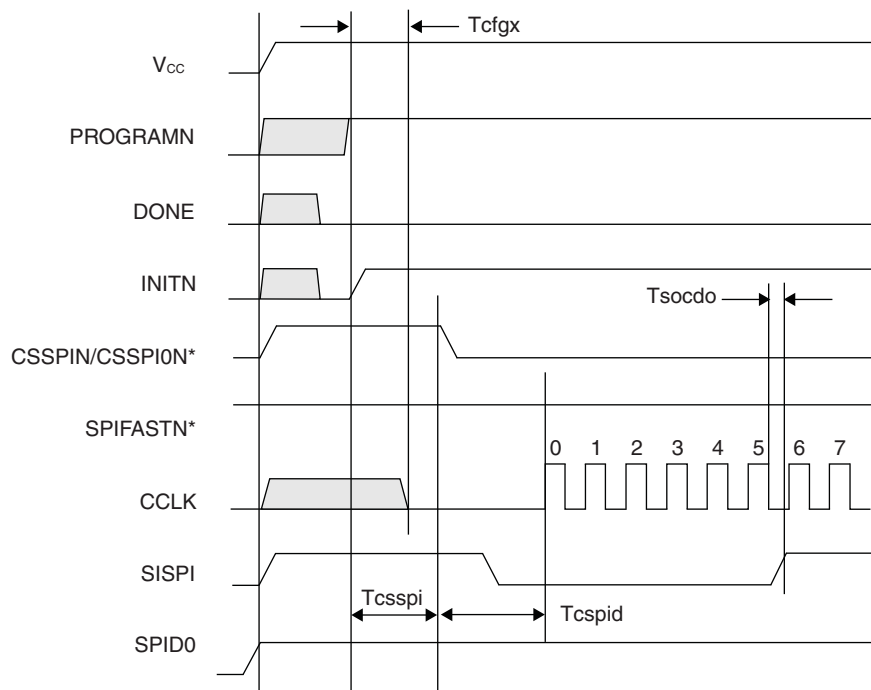 Tcfgx
Vcc
PROGRAMN
DONE
INITN
Tsocdo
CSSPIN/CSSPI0N*
SPIFASTN*
0 1 2 3 4 5 6 7
CCLK
SISPI
Tcsspi
Tcspid
SPID0